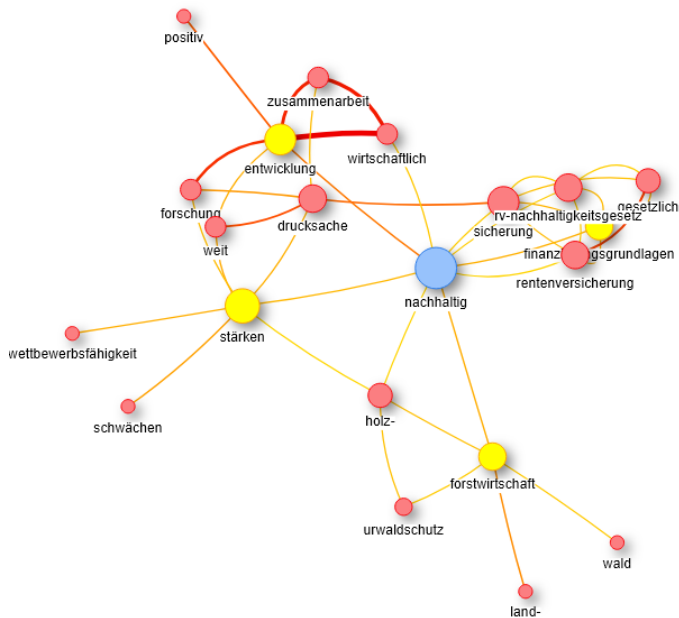 positiv
zusammenarbeit
wirtschaftlich
entwicklung
forschung
gesetzlich
rv-nachhaltigkeitsgesetz
drucksache
sicherung
weit
rentenversicherung
nachhaltig
stärken
wettbewerbsfähigkeit
holz-
schwächen
forstwirtschaft
urwaldschutz
wald
land-